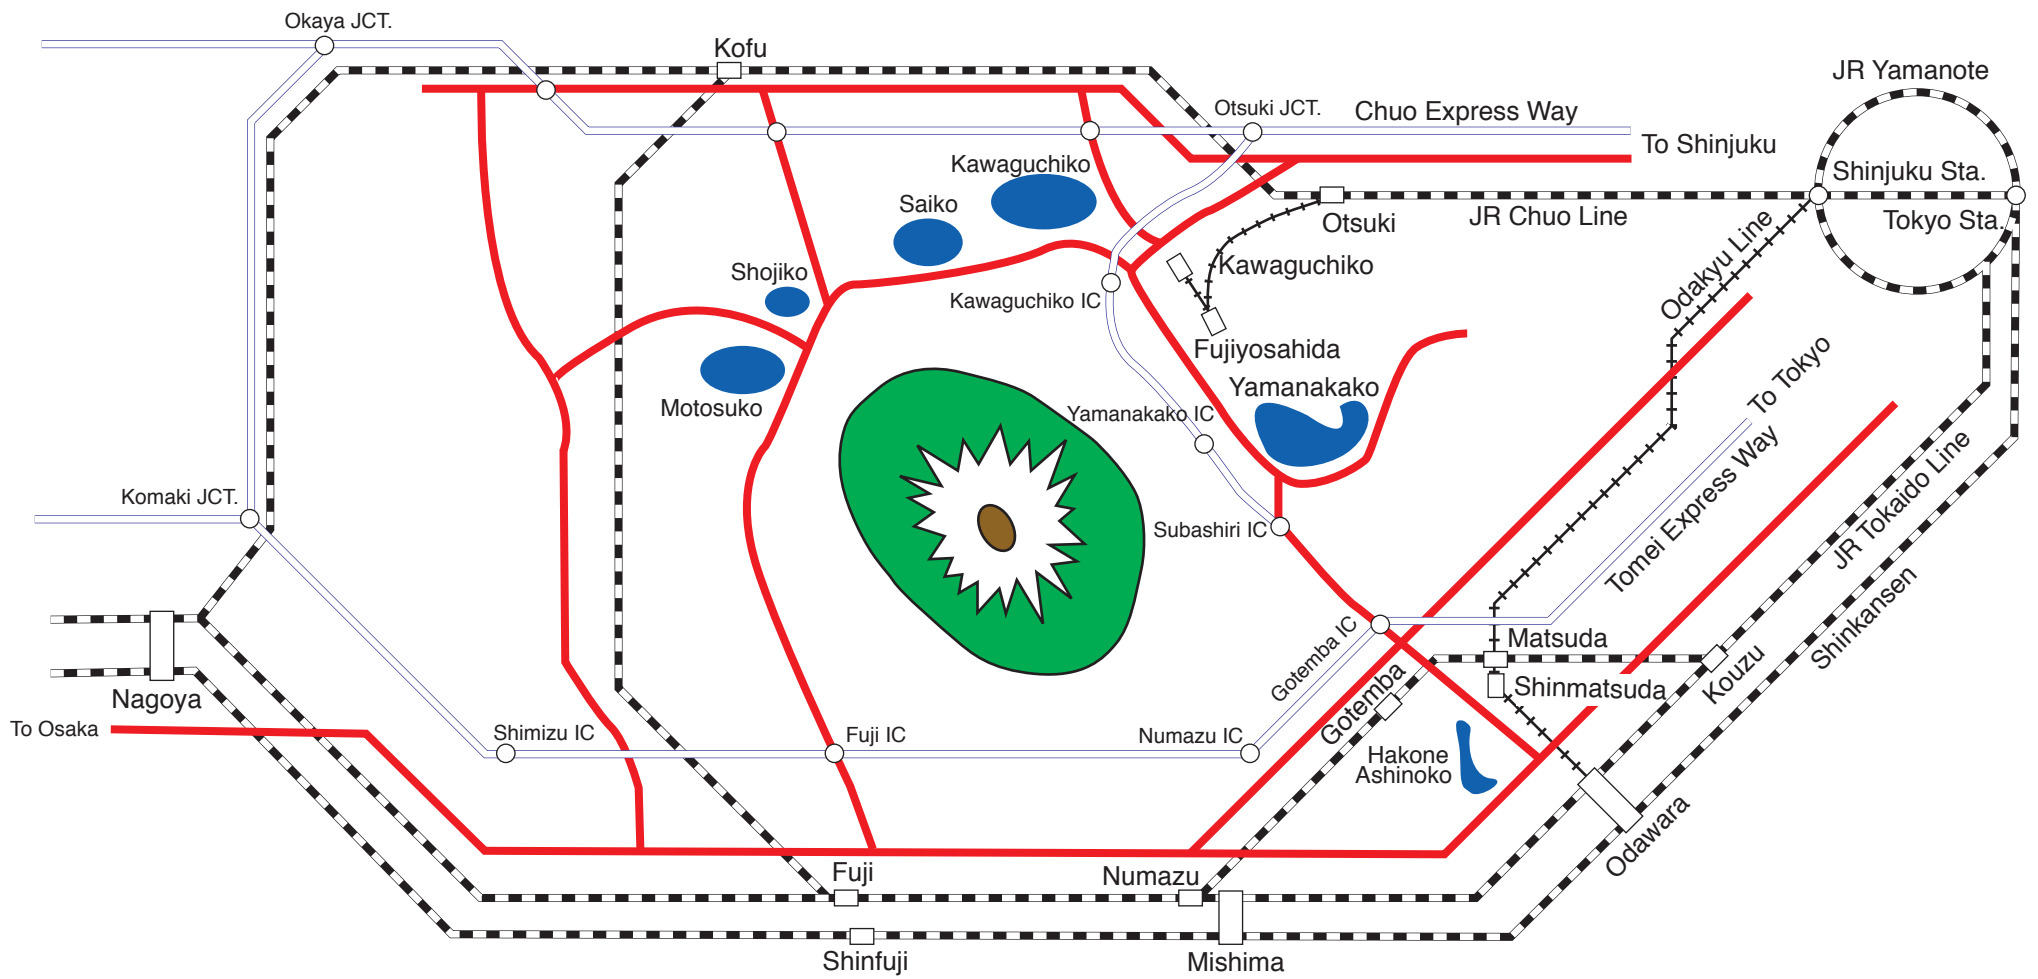 Okaya JCT.
Kofu
JR Yamanote
Otsuki JCT.
Chuo Express Way
To Shinjuku
Kawaguchiko
Shinjuku Sta.
Saiko
Otsuki
JR Chuo Line
Tokyo Sta.
Shojiko
Kawaguchiko
Odakyu Line
Kawaguchiko IC
Fujiyosahida
Yamanakako
To Tokyo
Motosuko
Yamanakako IC
Komaki JCT.
Subashiri IC
Tomei Express Way
JR Tokaido Line
Shinkansen
Gotemba IC
Matsuda
Kouzu
Nagoya
Shinmatsuda
Gotemba
To Osaka
Shimizu IC
Fuji IC
Numazu IC
Hakone
Ashinoko
Odawara
Fuji
Numazu
Shinfuji
Mishima